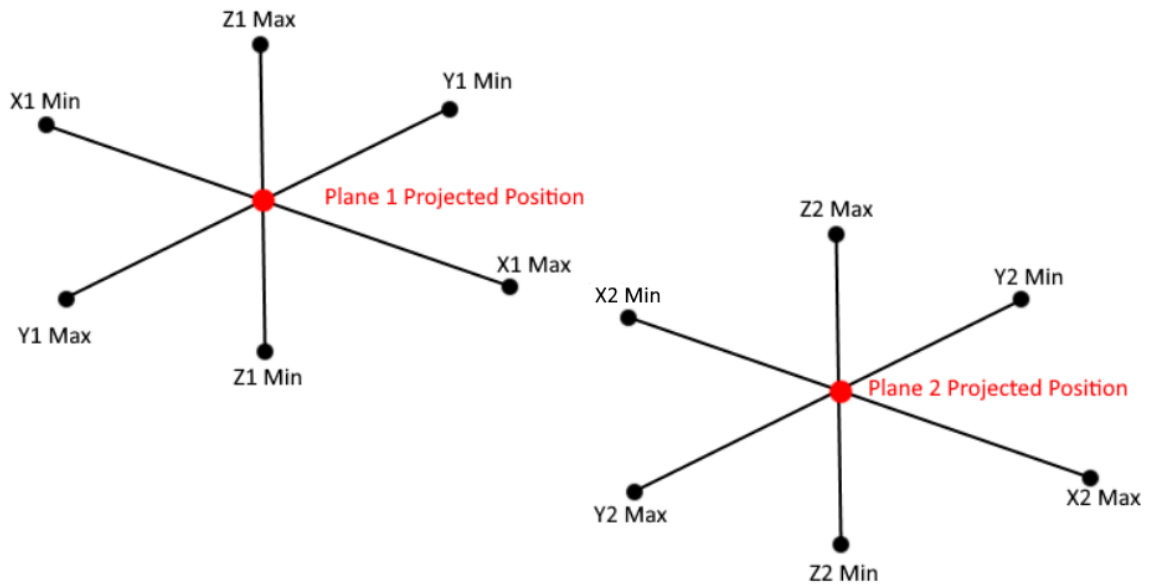 Z1 Max
Y1 Min
X1 Min
Plane 1 Projected Position
X1 Max
Y1 Max
Z1 Min
Z2 Max
Y2 Min
X2 Min
Plane 2 Projected Position
X2 Max
Y2 Max
Z2 Min